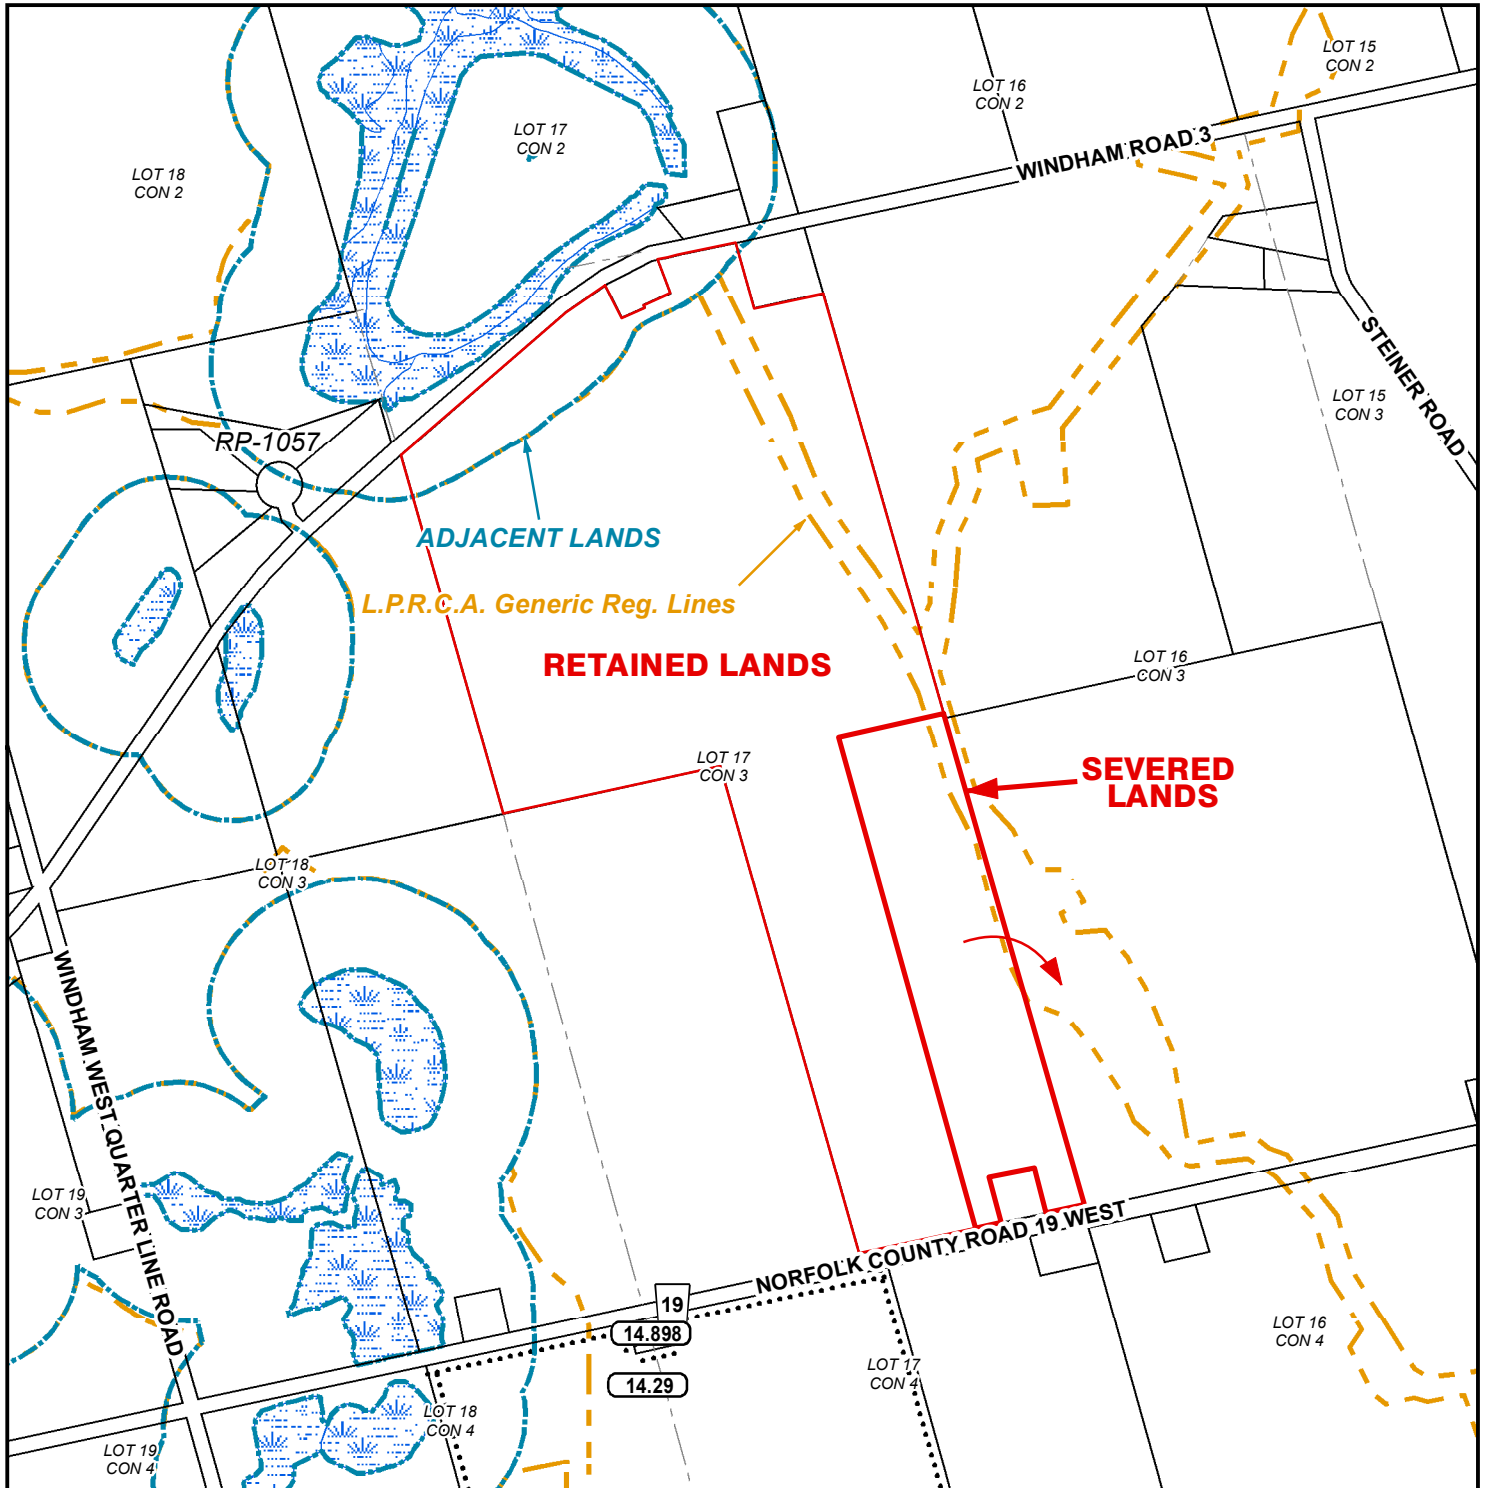 LOT 15
CON 2
LOT 16
CON 2
LOT 17
CON 2
WINDHAM ROAD 3
LOT 18
CON 2
STEINER ROAD
LOT 15
CON 3
RP-1057
ADJACENT LANDS
L.P.R.C.A. Generic Reg. Lines
RETAINED LANDS
LOT 16
CON 3
LOT 17
CON 3
SEVERED
LANDS
LOT 18
CON 3
WINDHAM WEST QUARTER LINE ROAD
LOT 19
CON 3
NORFOLK COUNTY ROAD 19 WEST
19
14.898
14.29
LOT 16
CON 4
LOT 17
CON 4
LOT 18
CON 4
LOT 19
CON 4